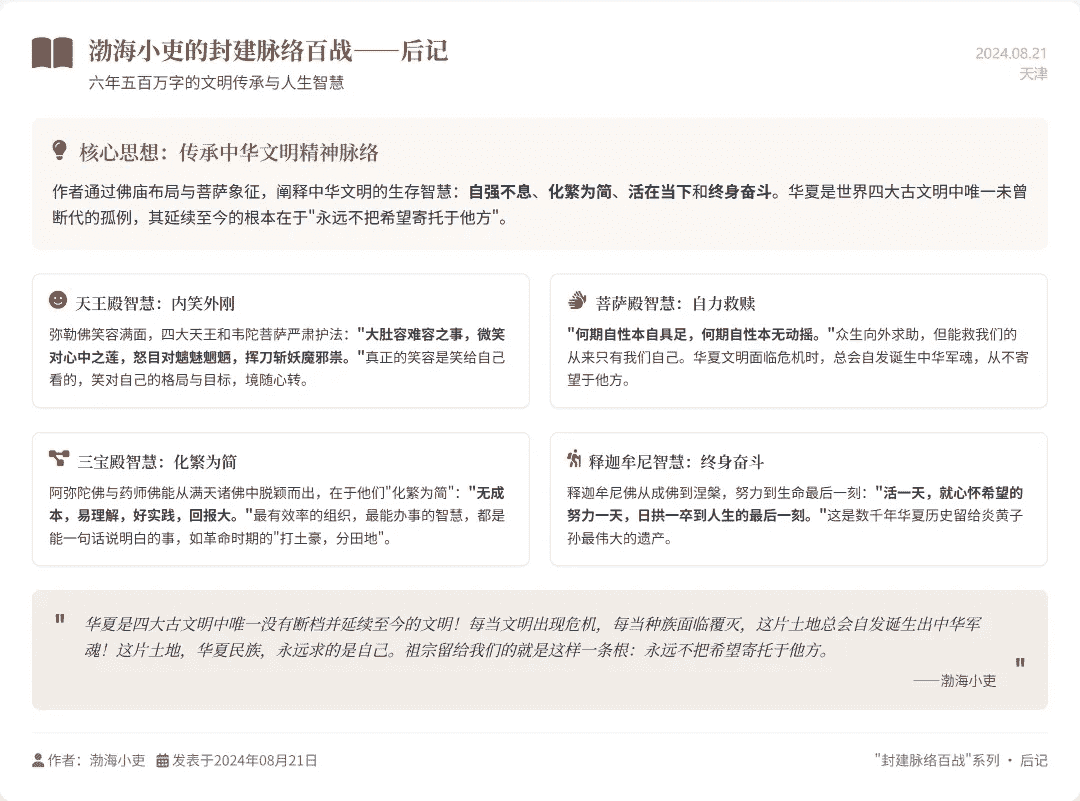 渤海小吏的封建脉络百战——后记
六年五百万字的文明传承与人生智慧
2024.08.21
天津
核心思想：传承中华文明精神脉络
作者通过佛庙布局与菩萨象征，阐释中华文明的生存智慧：自强不息、化繁为简、活在当下和终身奋斗。华夏是世界四大古文明中唯一未曾
断代的孤例，其延续至今的根本在于"永远不把希望寄托于他方"。
天王殿智慧：内笑外刚
弥勒佛笑容满面，四大天王和韦陀菩萨严肃护法："大肚容难容之事，微笑
对心中之莲，怒目对魑魅魍魉，挥刀斩妖魔邪祟。"真正的笑容是笑给自己
看的，笑对自己的格局与目标，境随心转。
菩萨殿智慧：自力救赎
"何期自性本自具足，何期自性本无动摇。"众生向外求助，但能救我们的
从来只有我们自己。华夏文明面临危机时，总会自发诞生中华军魂，从不寄
望于他方。
三宝殿智慧：化繁为简
阿弥陀佛与药师佛能从满天诸佛中脱颖而出，在于他们"化繁为简"："无成
本，易理解，好实践，回报大。"最有效率的组织，最能办事的智慧，都是
能一句话说明白的事，如革命时期的"打土豪，分田地"。
释迦牟尼智慧：终身奋斗
释迦牟尼佛从成佛到涅槃，努力到生命最后一刻："活一天，就心怀希望的
努力一天，日拱一卒到人生的最后一刻。"这是数千年华夏历史留给炎黄子
孙最伟大的遗产。
"
华夏是四大古文明中唯一没有断档并延续至今的文明！每当文明出现危机，每当种族面临覆灭，这片土地总会自发诞生出中华军
魂！这片土地，华夏民族，永远求的是自己。祖宗留给我们的就是这样一条根：永远不把希望寄托于他方。
"
——渤海小吏
作者：渤海小吏 发表于2024年08月21日
"封建脉络百战"系列 · 后记